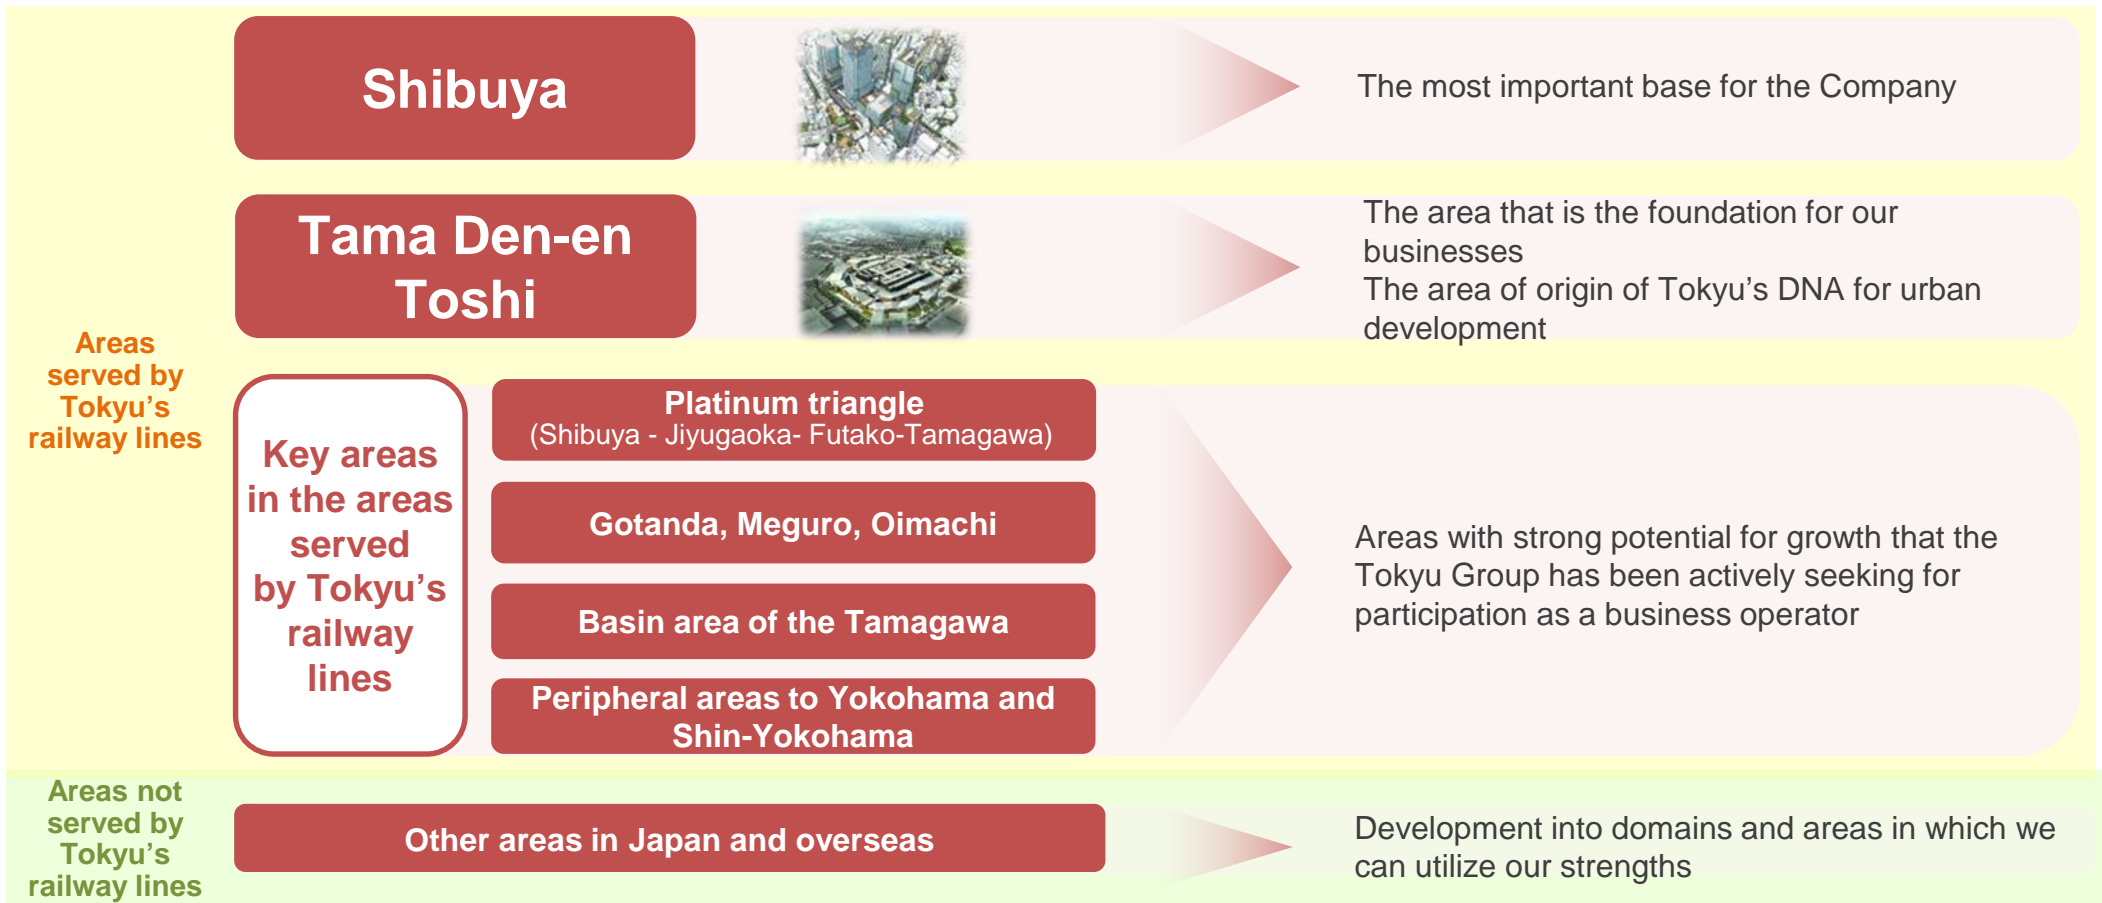 Areas
served by
Tokyu's
railway lines
Shibuya
The most important base for the Company
Tama Den-en
Toshi
The area that is the foundation for our
businesses
The area of origin of Tokyu's DNA for urban
development
Key areas
in the areas
served
by Tokyu's
railway
lines
Platinum triangle
(Shibuya - Jiyugaoka- Futako-Tamagawa)
Gotanda, Meguro, Oimachi
Basin area of the Tamagawa
Peripheral areas to Yokohama and
Shin-Yokohama
Areas with strong potential for growth that the
Tokyu Group has been actively seeking for
participation as a business operator
Areas not
served by
Tokyu's
railway lines
Other areas in Japan and overseas
Development into domains and areas in which we
can utilize our strengths